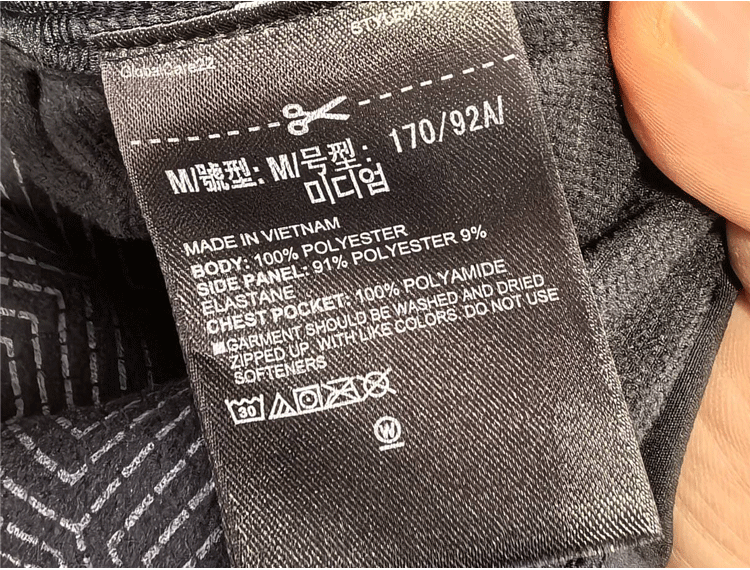 GlobalCare22
M/號型: M/号型: 170/92A/
미디엄
MADE IN VIETNAM
BODY: 100% POLYESTER
SIDE PANEL: 91% POLYESTER 9%
ELASTANE
CHEST POCKET: 100% POLYAMIDE
GARMENT SHOULD BE WASHED AND DRIED
ZIPPED UP, WITH LIKE COLORS. DO NOT USE
SOFTENERS
30
W